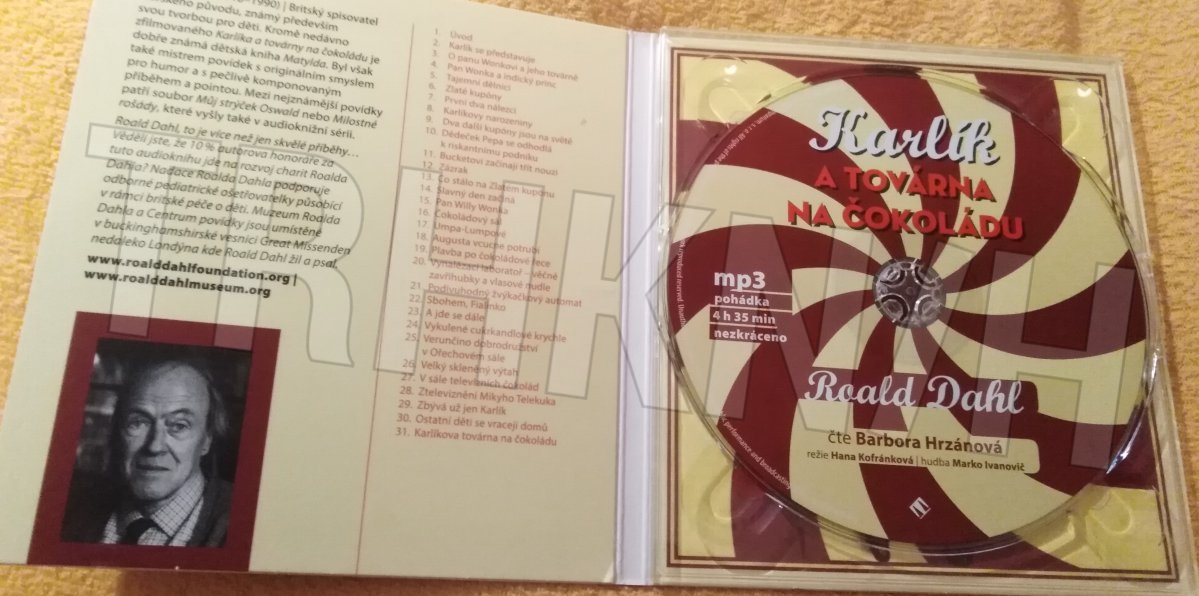 –1990) | Britský spisovatel
ského původu, známý především
svou tvorbou pro děti. Kromě nedávno
zfilmovaného Karlíka a továrny na čokoládu je
dobře známá dětská kniha Matylda. Byl však
také mistrem povídek s originálním smyslem
pro humor a s pečlivě komponovaným
příběhem a pointou. Mezi nejznámější povídky
patří soubor Můj strýček Oswald nebo Milostné
rošády, které vyšly také v audioknižní sérii.
Roald Dahl, to je více než jen skvělé příběhy...
Věděli jste, že 10 % autorova honoráře za
tuto audioknihu jde na rozvoj charit Roalda
Dahla? Nadace Roalda Dahla podporuje
odborné pediatrické ošetřovatelky působící
v rámci britské péče o děti. Muzeum Roalda
Dahla a Centrum povídky jsou umístěné
v buckinghamshirské vesnici Great Missenden
nedaleko Londýna kde Roald Dahl žil a psal,
www.roalddahlfoundation.org |
www.roalddahlmuseum.org
1. Úvod
2. Karlík se představuje
3. O panu Wonkovi a jeho továrně
4. Pan Wonka a indický princ
5. Tajemní dělníci
6. Zlaté kupóny
7. První dva nálezci
8. Karlíkovy narozeniny
9. Dva další kupóny jsou na světě
10. Dědeček Pepa se odhodlá
k riskantnímu podniku
11. Bucketovi začínají třít nouzi
12. Zázrak
13. Co stálo na Zlatém kuponu
14. Slavný den začíná
15. Pan Willy Wonka
16. Čokoládový sál
17. Umpa-Lumpové
18. Augusta vcucne potrubí
19. Plavba po čokoládové řece
20. Vynalézací laboratoř – věčné
zavřihubky a vlasové nudle
21. Podivuhodný žvýkačkový automat
22. Sbohem, Fialinko
23. A jde se dále
24. Vykulené cukrkandlové krychle
25. Verunčino dobrodružství
v Ořechovém sále
26. Velký skleněný výtah
27. V sále televizních čokolád
28. Zteleviznění Mikyho Telekuka
29. Zbývá už jen Karlík
30. Ostatní děti se vracejí domů
31. Karlíkova továrna na čokoládu
Karlík
A TOVÁRNA
NA ČOKOLÁDU
mp3
pohádka
4 h 35 min
nezkráceno
Roald Dahl
čte Barbora Hrzánová
režie Hana Kofránková | hudba Marko Ivanovič
performance and broadcasting
TRHKNIH